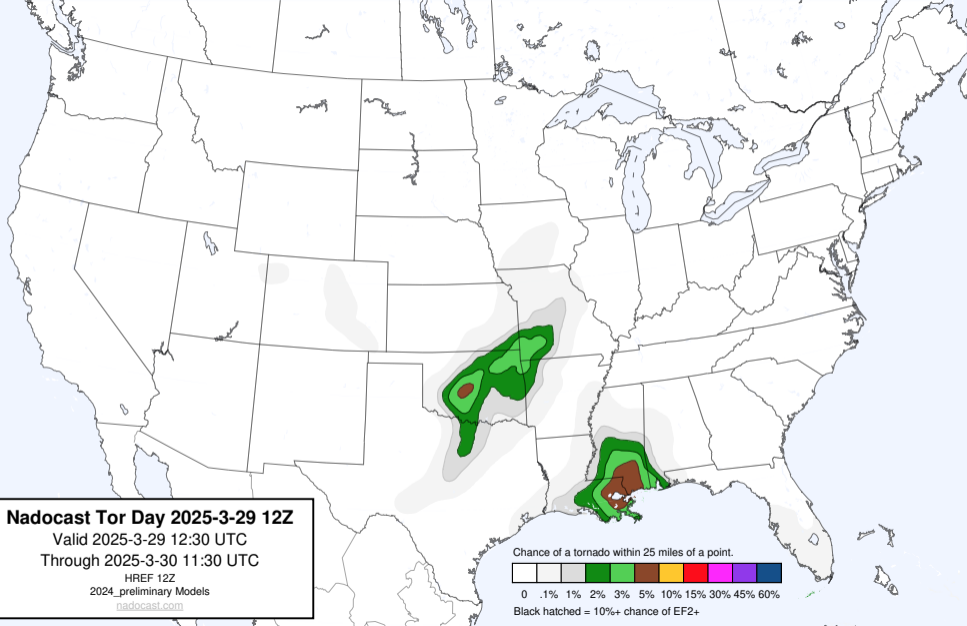 Nadocast Tor Day 2025-3-29 12Z
Valid 2025-3-29 12:30 UTC
Through 2025-3-30 11:30 UTC
HREF 12Z
2024_preliminary Models
nadocast.com
Chance of a tornado within 25 miles of a point.
0 .1% 1% 2% 3% 5% 10% 15% 30% 45% 60%
Black hatched = 10%+ chance of EF2+